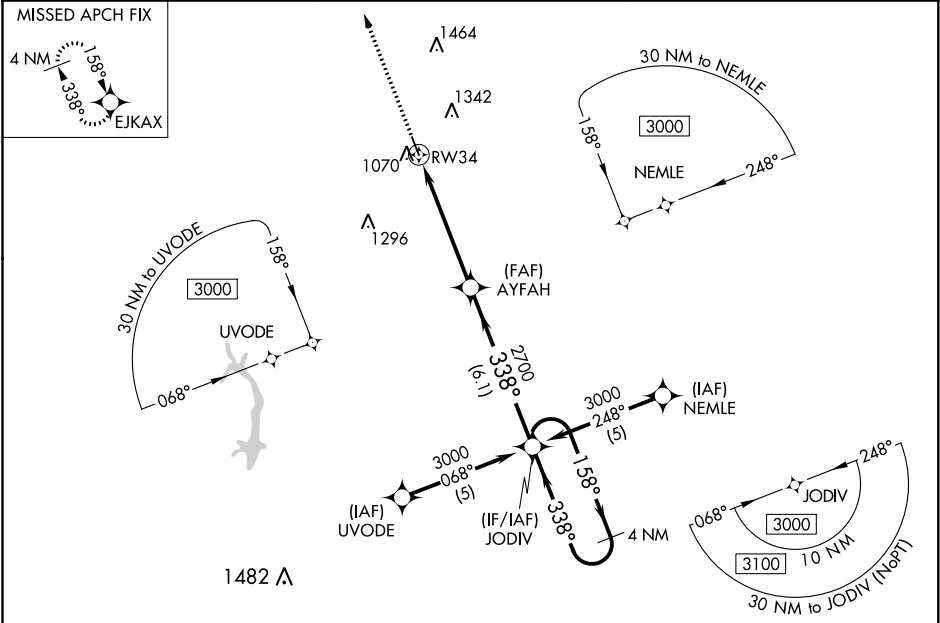 MISSED APCH FIX
4 NM
158°
338°
EJKAX
1464
1342
1070
RW34
1296
30 NM to NEMLE
3000
158°
NEMLE
248°
30 NM to UVODE
158°
3000
UVODE
068°
(FAF)
AYFAH
2700
338°
(6.1)
(IAF)
NEMLE
3000
248°
(5)
3000
068°
(5)
(IAF)
UVODE
(IF/IAF)
JODIV
158°
338°
4 NM
248°
068°
JODIV
3000
10 NM
3100
30 NM to JODIV (NoPT)
1482